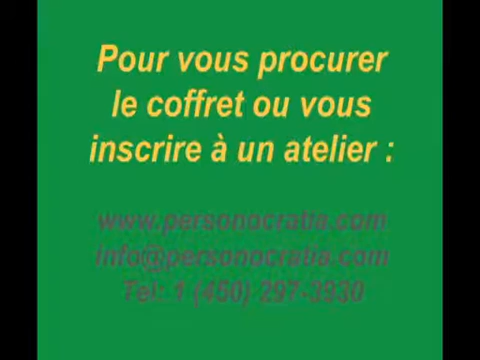 Pour vous procurer
le coffret ou vous
inscrire à un atelier :
www.personocratia.com
info@personocratia.com
Tel: 1 (450) 297-3930